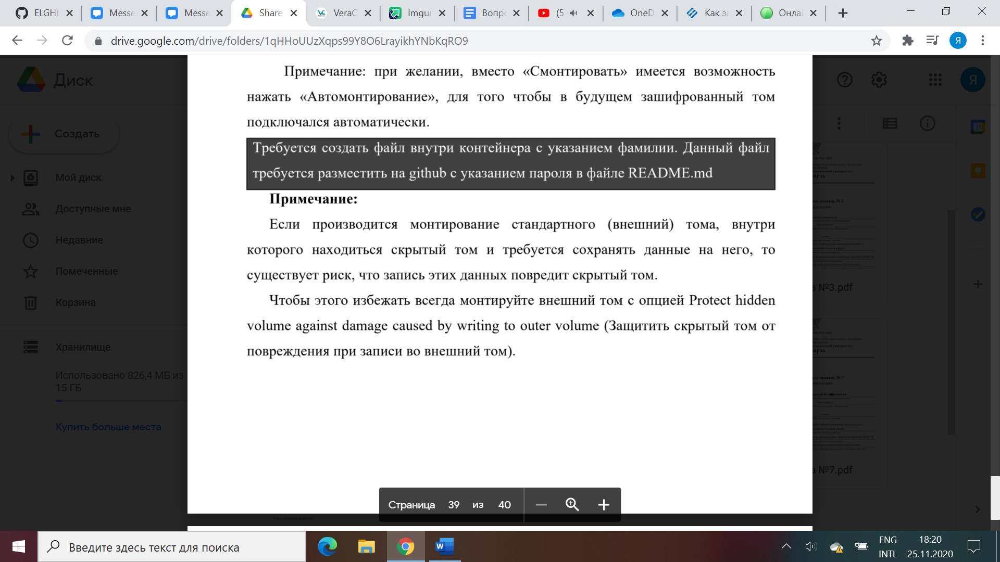 ELGHI
Messe
Messe
Share
VeraC
Imgur
Вопро
(5
OneD
Как за
Онлай
drive.google.com/drive/folders/1qHHoUUzXqps99Y8O6LrayikhYNbKqRO9
Я
Диск
Я
Создать
Мой диск
Доступные мне
Недавние
Помеченные
Корзина
Хранилище
Использовано 826,4 МБ из
15 ГБ
Купить больше места
Примечание: при желании, вместо «Смонтировать» имеется возможность
нажать «Автомонтирование», для того чтобы в будущем зашифрованный том
подключался автоматически.
Требуется создать файл внутри контейнера с указанием фамилии. Данный файл
требуется разместить на github с указанием пароля в файле README.md
Примечание:
Если производится монтирование стандартного (внешний) тома, внутри
которого находиться скрытый том и требуется сохранять данные на него, то
существует риск, что запись этих данных повредит скрытый том.
Чтобы этого избежать всегда монтируйте внешний том с опцией Protect hidden
volume against damage caused by writing to outer volume (Защитить скрытый том от
повреждения при записи во внешний том).
31
а №3.pdf
а №7.pdf
Страница 39 из 40
Введите здесь текст для поиска
ENG
INTL
18:20
25.11.2020